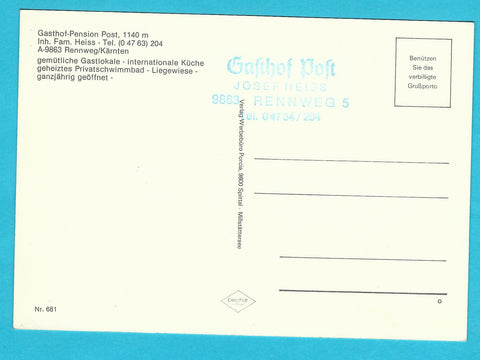 Gasthof-Pension Post, 1140 m
Inh. Fam. Heiss - Tel. (0 47 63) 204
A-9863 Rennweg/Kärnten
gemütliche Gastlokale - internationale Küche
geheiztes Privatschwimmbad - Liegewiese -
ganzjährig geöffnet -
Gasthof Post
JOSEF HEISS
9863 RENNWEG 5
Tel. 04734/204
Benützen
Sie das
verbilligte
Grußporto
Verlag Werbebüro Porcia, 9800 Spittal - Millstättersee
Nr. 661